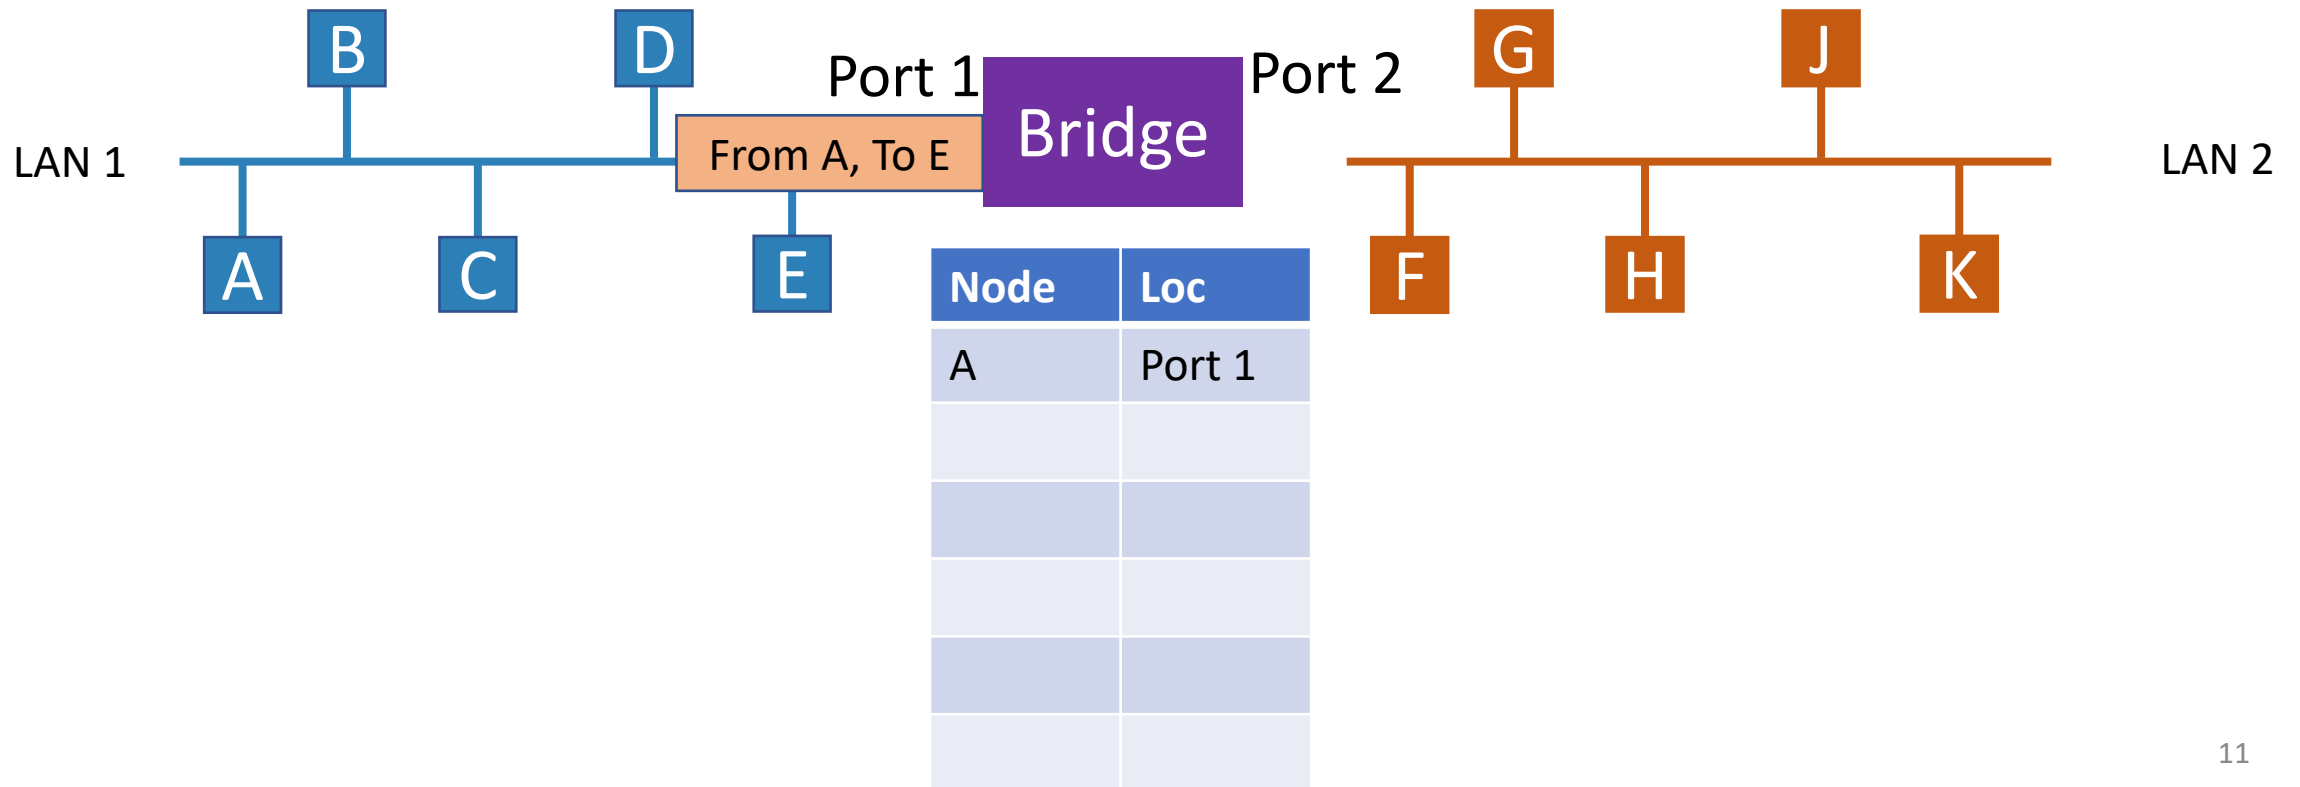 B
D
G
J
Port 1
Bridge
Port 2
LAN 1
From A, To E
LAN 2
A
C
E
F
H
K
Node Loc
A Port 1
11